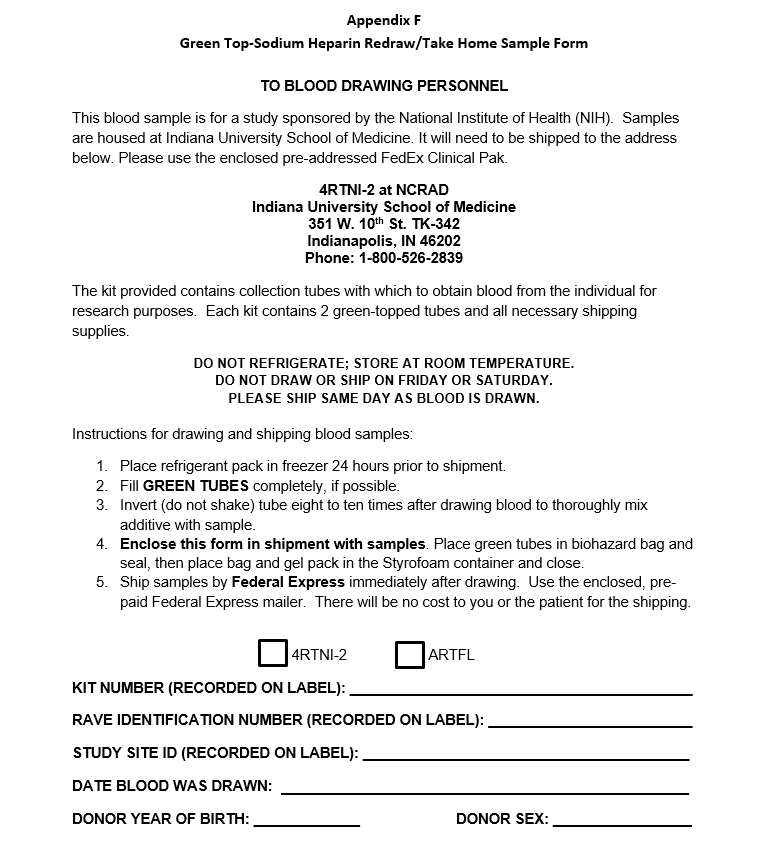 Appendix F
Green Top-Sodium Heparin Redraw/Take Home Sample Form
TO BLOOD DRAWING PERSONNEL
This blood sample is for a study sponsored by the National Institute of Health (NIH).  Samples
are housed at Indiana University School of Medicine. It will need to be shipped to the address
below. Please use the enclosed pre-addressed FedEx Clinical Pak.
4RTNI-2 at NCRAD
Indiana University School of Medicine
351 W. 10th St. TK-342
Indianapolis, IN 46202
Phone: 1-800-526-2839
The kit provided contains collection tubes with which to obtain blood from the individual for
research purposes.  Each kit contains 2 green-topped tubes and all necessary shipping
supplies.
DO NOT REFRIGERATE; STORE AT ROOM TEMPERATURE.
DO NOT DRAW OR SHIP ON FRIDAY OR SATURDAY.
PLEASE SHIP SAME DAY AS BLOOD IS DRAWN.
Instructions for drawing and shipping blood samples:
1. Place refrigerant pack in freezer 24 hours prior to shipment.
2. Fill GREEN TUBES completely, if possible.
3. Invert (do not shake) tube eight to ten times after drawing blood to thoroughly mix
additive with sample.
4. Enclose this form in shipment with samples. Place green tubes in biohazard bag and
seal, then place bag and gel pack in the Styrofoam container and close.
5. Ship samples by Federal Express immediately after drawing.  Use the enclosed, pre-
paid Federal Express mailer.  There will be no cost to you or the patient for the shipping.
4RTNI-2 ARTFL
KIT NUMBER (RECORDED ON LABEL):
RAVE IDENTIFICATION NUMBER (RECORDED ON LABEL):
STUDY SITE ID (RECORDED ON LABEL):
DATE BLOOD WAS DRAWN:
DONOR YEAR OF BIRTH: DONOR SEX: